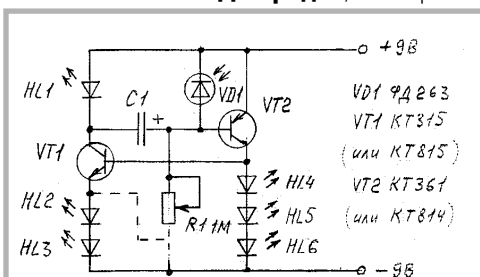 +9В
HL1
C1
+
VD1
VT2
VT1
HL2
HL3
R1 1М
HL4
HL5
HL6
VD1 ФД263
VT1 КТ315
(или КТ815)
VT2 КТ361
(или КТ814)
-9В